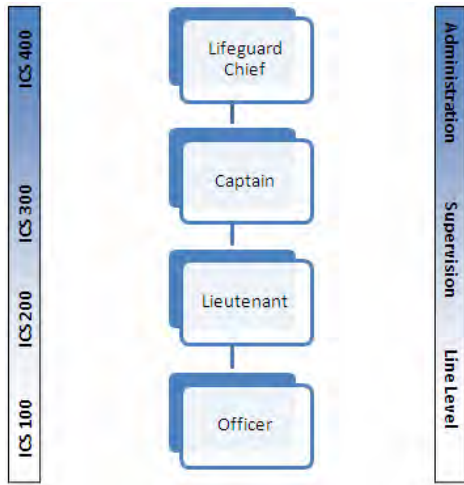 ICS 400
ICS 300
ICS 200
ICS 100
Lifeguard
Chief
Captain
Lieutenant
Officer
Administration
Supervision
Line Level